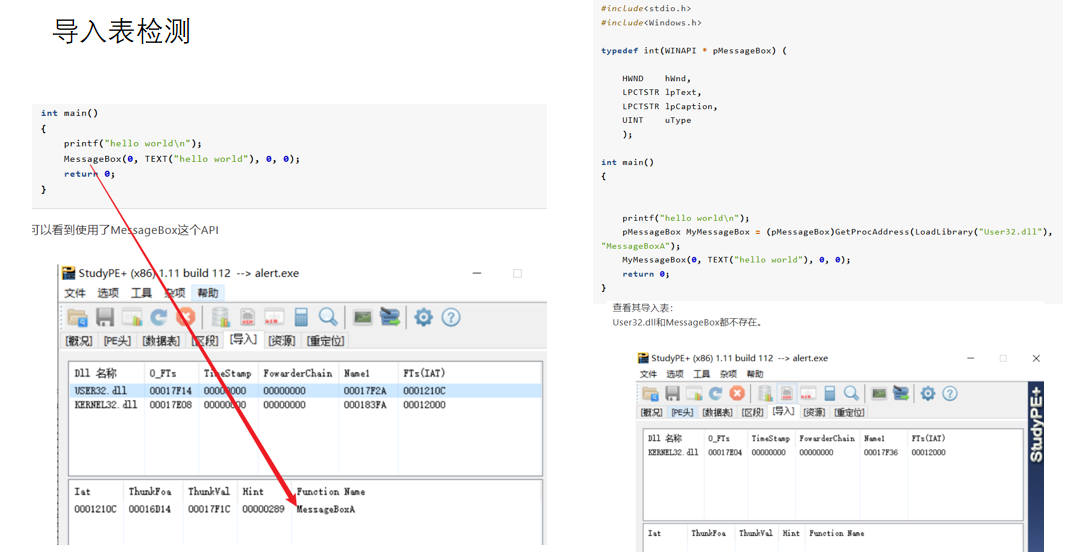 导入表检测
int main()
{
printf("hello world\n");
MessageBox(0, TEXT("hello world"), 0, 0);
return 0;
}
可以看到使用了MessageBox这个API
StudyPE+ (x86) 1.11 build 112 --> alert.exe
文件 选项 工具 杂项 帮助
[概况] [PE头] [数据表] [区段] [导入] [资源] [重定位]
Dll 名称 O_FTs TimeStamp FowarderChain Name1 FTs(IAT)
USER32.dll 00017F14 00000000 00000000 00017F2A 0001210C
KERNEL32.dll 00017E08 00000000 00000000 000183FA 00012000
Iat ThunkFoa ThunkVal Hint Function Name
0001210C 00016D14 00017F1C 00000289 MessageBoxA
#include<stdio.h>
#include<Windows.h>
typedef int(WINAPI * pMessageBox) (
HWND hWnd,
LPCTSTR lpText,
LPCTSTR lpCaption,
UINT uType
);
int main()
{
printf("hello world\n");
pMessageBox MyMessageBox = (pMessageBox)GetProcAddress(LoadLibrary("User32.dll"),
"MessageBoxA");
MyMessageBox(0, TEXT("hello world"), 0, 0);
return 0;
}
查看其导入表：
User32.dll和MessageBox都不存在。
StudyPE+ (x86) 1.11 build 112 --> alert.exe
文件 选项 工具 杂项 帮助
[概况] [PE头] [数据表] [区段] [导入] [资源] [重定位]
Dll 名称 O_FTs TimeStamp FowarderChain Name1 FTs(IAT)
KERNEL32.dll 00017E04 00000000 00000000 00017F36 00012000
Iat ThunkFoa ThunkVal Hint Function Name
StudyPE+